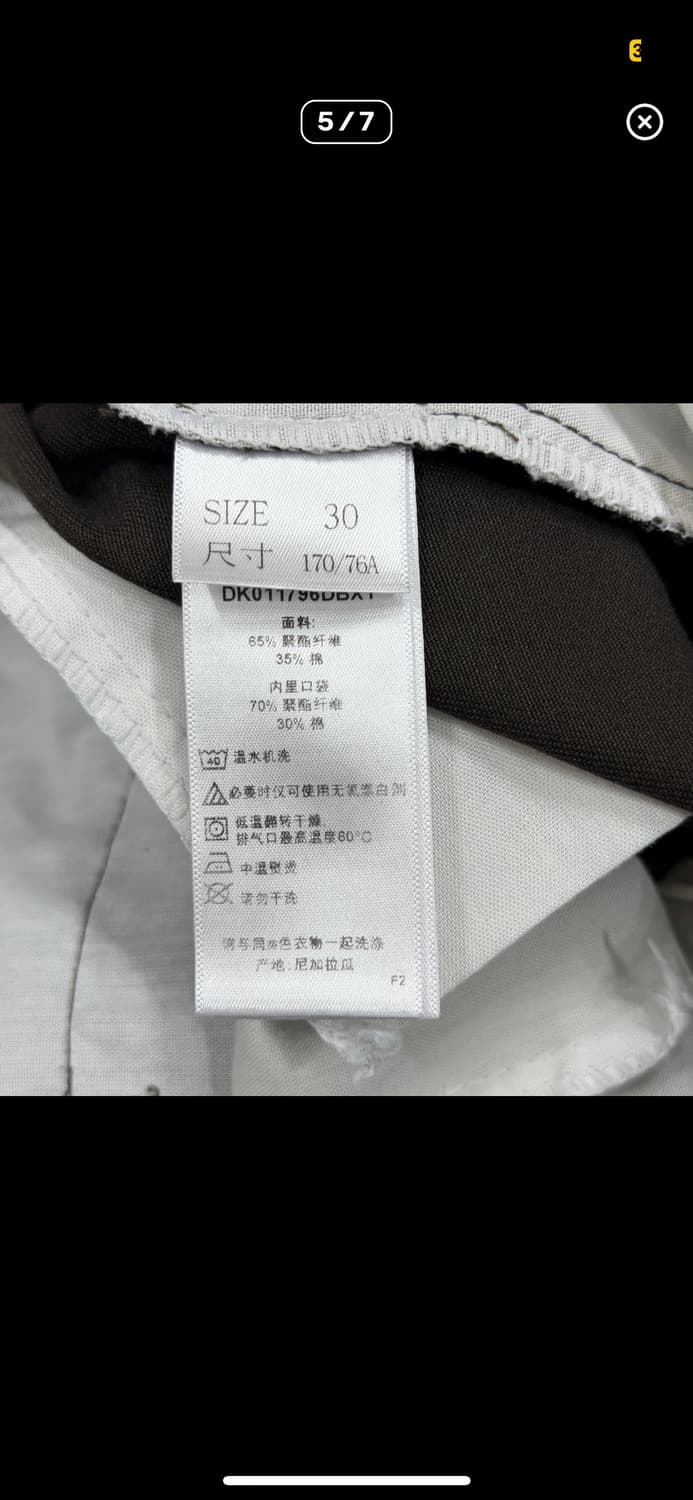 5/7
SIZE 30
尺寸 170/76A
DK011796DBX1
面料:
65% 聚酯纤维
35% 棉
内里口袋
70% 聚酯纤维
30% 棉
40 温水机洗
必要时仅可使用无氯漂白剂
低温翻转干燥,
排气口最高温度60°C
中温熨烫
请勿干洗
请与同类色衣物一起洗涤
产地:尼加拉瓜
F2